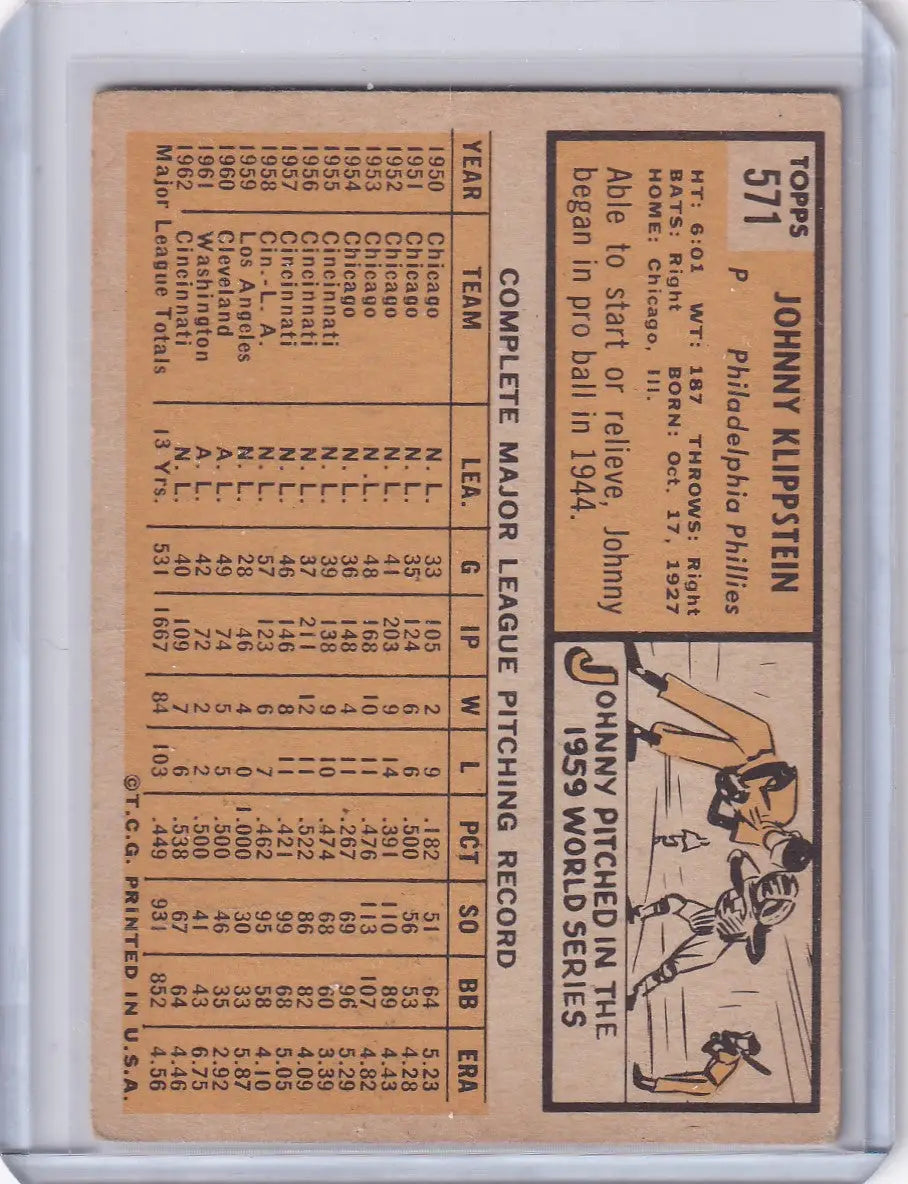 TOPPS
571
JOHNNY KLIPPSTEIN
P Philadelphia Phillies
HT: 6:01 WT: 187 THROWS: Right
BATS: Right BORN: Oct. 17, 1927
HOME: Chicago, Ill.
Able to start or relieve, Johnny
began in pro ball in 1944.
JOHNNY PITCHED IN THE
1959 WORLD SERIES
COMPLETE MAJOR LEAGUE PITCHING RECORD
YEAR TEAM LEA. G IP W L PCT SO BB ERA
1950 Chicago N. L. 33 105 2 9 .182 51 64 5.23
1951 Chicago N. L. 35 124 6 6 .500 56 53 4.28
1952 Chicago N. L. 41 203 9 14 .391 110 89 4.43
1953 Chicago N. L. 48 168 10 11 .476 113 107 4.82
1954 Chicago N. L. 36 148 4 11 .267 69 96 5.29
1955 Cincinnati N. L. 39 138 9 10 .474 68 60 3.39
1956 Cincinnati N. L. 37 211 12 11 .522 86 82 4.09
1957 Cincinnati N. L. 46 146 8 11 .421 99 68 5.05
1958 Cin.-L. A. N. L. 57 123 6 7 .462 95 58 4.10
1959 Los Angeles N. L. 28 46 4 0 1.000 30 33 5.87
1960 Cleveland A. L. 49 74 5 5 .500 46 35 2.92
1961 Washington A. L. 42 72 2 2 .500 41 43 6.75
1962 Cincinnati N. L. 40 109 7 6 .538 67 64 4.46
Major League Totals 13 Yrs. 531 1667 84 103 .449 931 852 4.56
©T.C.G. PRINTED IN U.S.A.